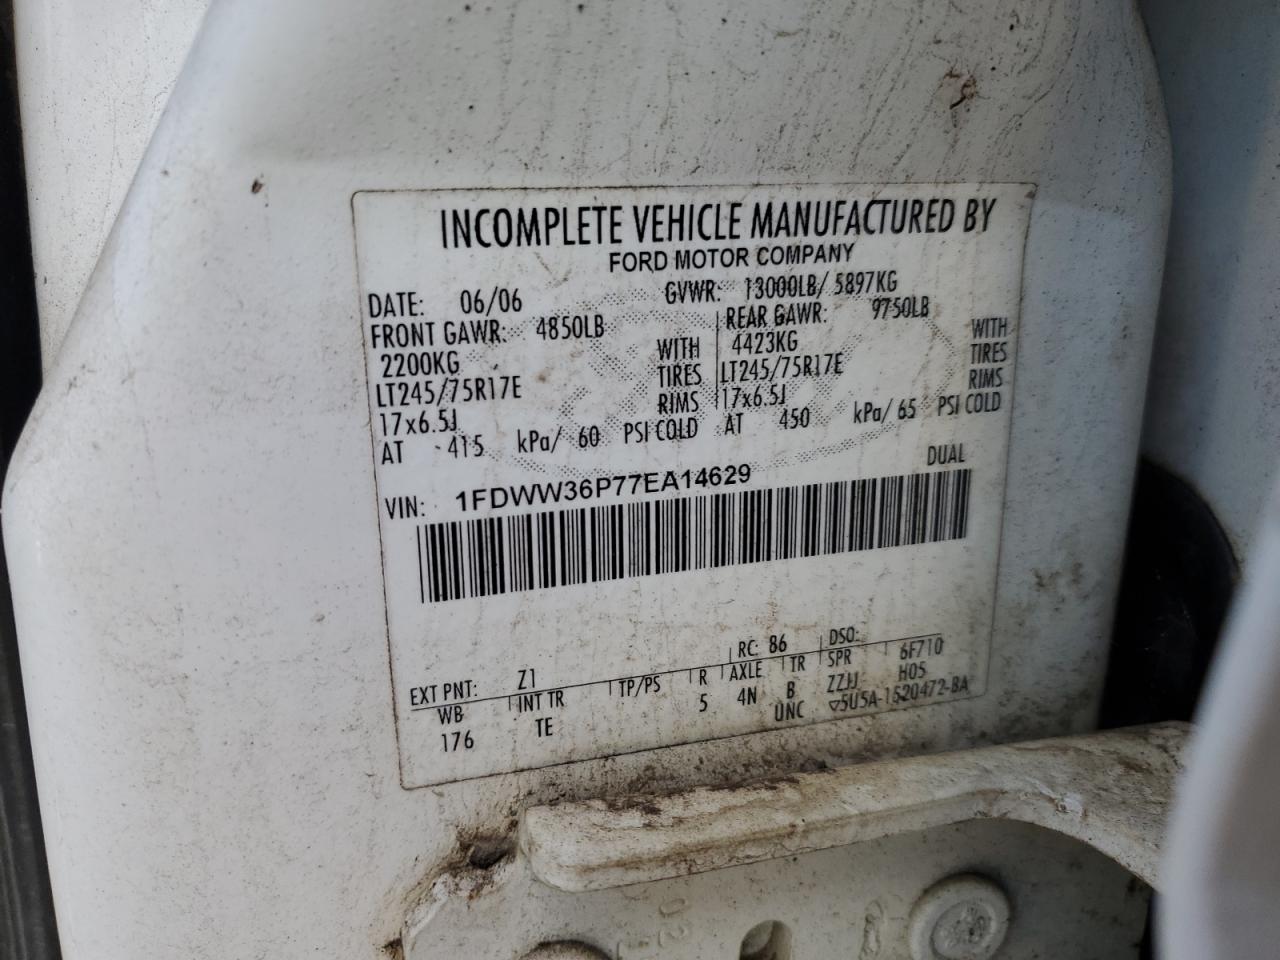 INCOMPLETE VEHICLE MANUFACTURED BY
FORD MOTOR COMPANY
DATE: 06/06 GVWR: 13000LB/ 5897KG
FRONT GAWR: 4850LB REAR GAWR: 9750LB
2200KG WITH 4423KG WITH
LT245/75R17E TIRES LT245/75R17E TIRES
17x6.5J RIMS 17x6.5J RIMS
AT 415 kPa/ 60 PSI COLD AT 450 kPa/ 65 PSI COLD
VIN: 1FDWW36P77EA14629 DUAL
RC: 86 DSO:
EXT PNT: Z1 6F710
WB INT TR TP/PS R AXLE TR SPR H05
176 TE 5 4N B ZZJJ
UNC ▽5U5A-1520472-BA